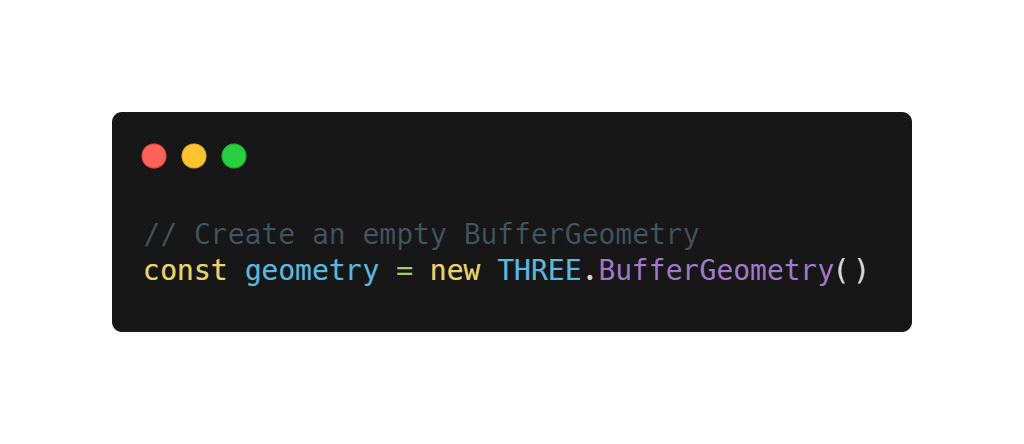 // Create an empty BufferGeometry
const geometry = new THREE.BufferGeometry()